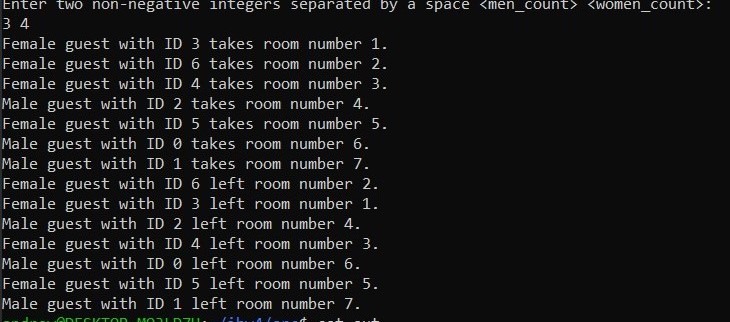 Enter two non-negative integers separated by a space <men_count> <women_count>:
3 4
Female guest with ID 3 takes room number 1.
Female guest with ID 6 takes room number 2.
Female guest with ID 4 takes room number 3.
Male guest with ID 2 takes room number 4.
Female guest with ID 5 takes room number 5.
Male guest with ID 0 takes room number 6.
Male guest with ID 1 takes room number 7.
Female guest with ID 6 left room number 2.
Female guest with ID 3 left room number 1.
Male guest with ID 2 left room number 4.
Female guest with ID 4 left room number 3.
Male guest with ID 0 left room number 6.
Female guest with ID 5 left room number 5.
Male guest with ID 1 left room number 7.